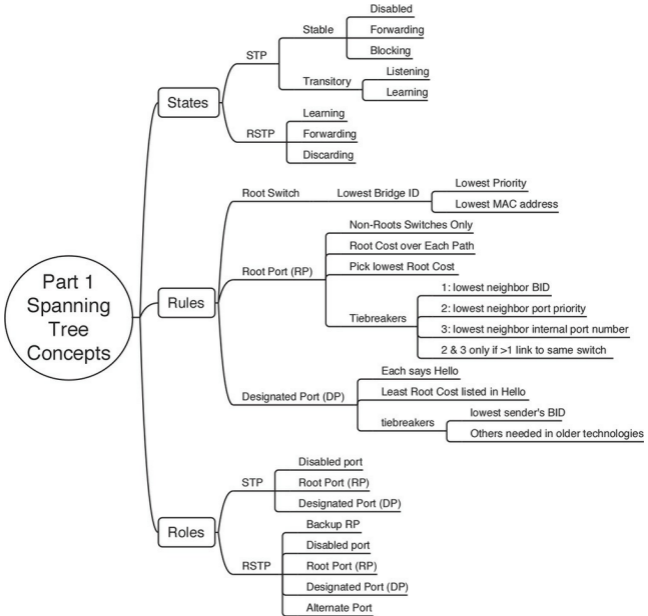 Part 1
Spanning
Tree
Concepts
States
STP
Stable
Disabled
Forwarding
Blocking
Transitory
Listening
Learning
RSTP
Learning
Forwarding
Discarding
Rules
Root Switch
Lowest Bridge ID
Lowest Priority
Lowest MAC address
Root Port (RP)
Non-Roots Switches Only
Root Cost over Each Path
Pick lowest Root Cost
Tiebreakers
1: lowest neighbor BID
2: lowest neighbor port priority
3: lowest neighbor internal port number
2 & 3 only if >1 link to same switch
Designated Port (DP)
Each says Hello
Least Root Cost listed in Hello
tiebreakers
lowest sender's BID
Others needed in older technologies
Roles
STP
Disabled port
Root Port (RP)
Designated Port (DP)
RSTP
Backup RP
Disabled port
Root Port (RP)
Designated Port (DP)
Alternate Port